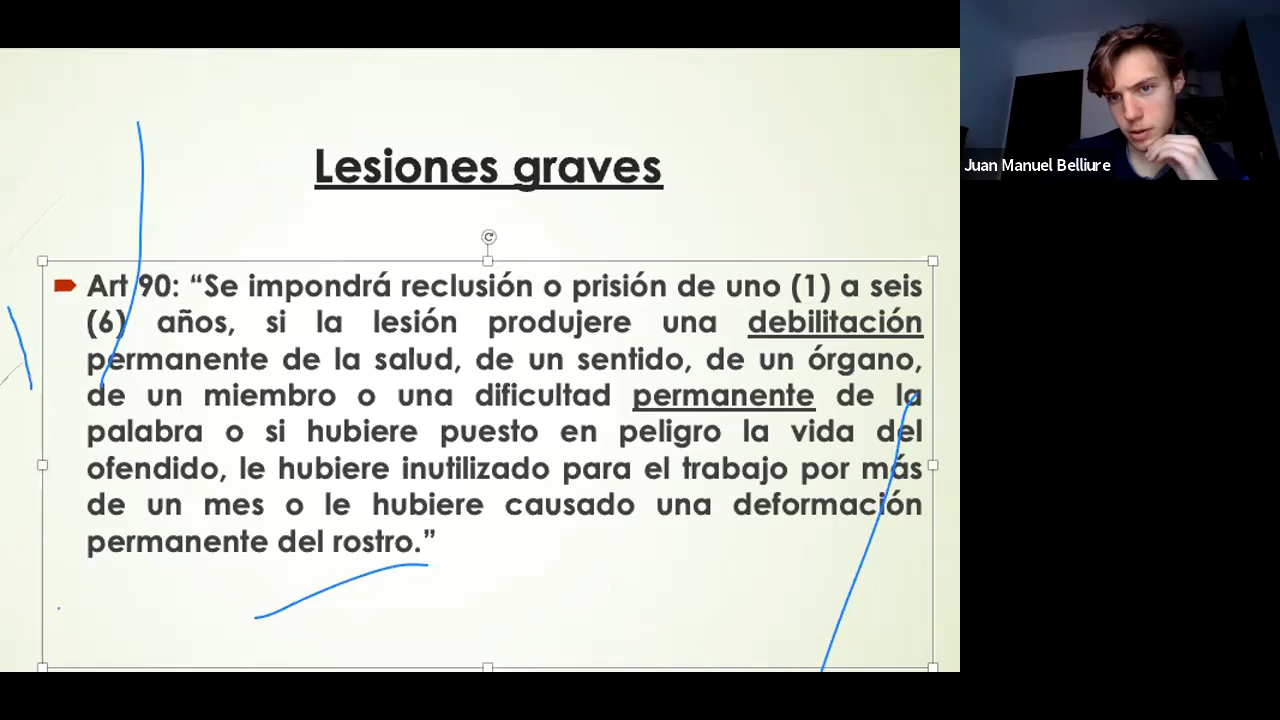 Lesiones graves
Juan Manuel Belliure
Art 90: “Se impondrá reclusión o prisión de uno (1) a seis
(6) años, si la lesión produjere una debilitación
permanente de la salud, de un sentido, de un órgano,
de un miembro o una dificultad permanente de la
palabra o si hubiere puesto en peligro la vida del
ofendido, le hubiere inutilizado para el trabajo por más
de un mes o le hubiere causado una deformación
permanente del rostro.”